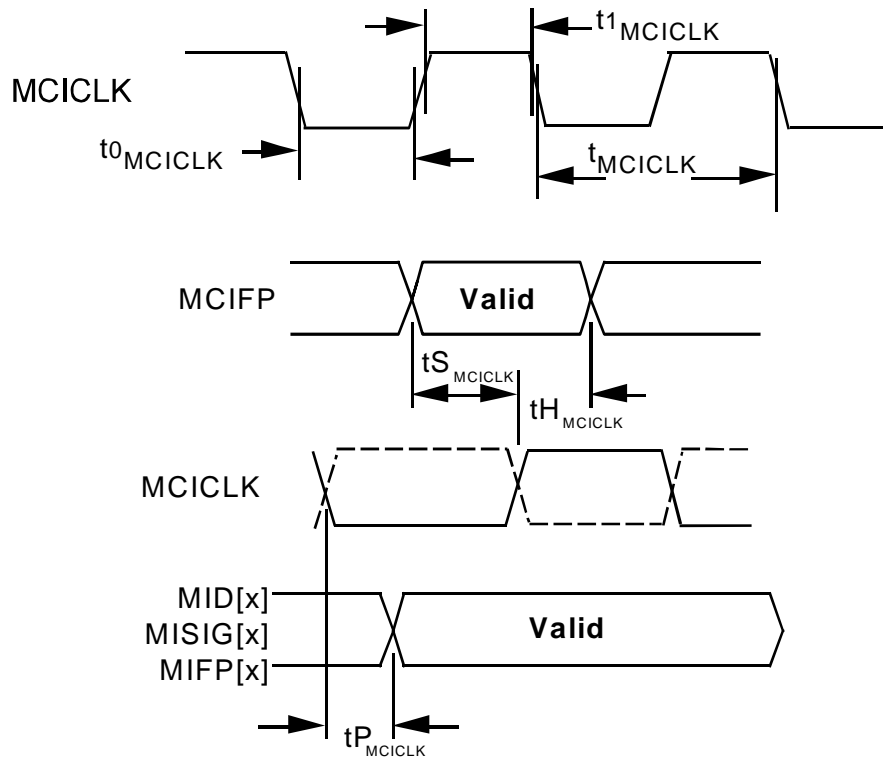 t1MCICLK
MCICLK
t0MCICLK
tMCICLK
MCIFP
Valid
tSMCICLK
tHMCICLK
MCICLK
MID[x]
MISIG[x]
Valid
MIFP[x]
tPMCICLK